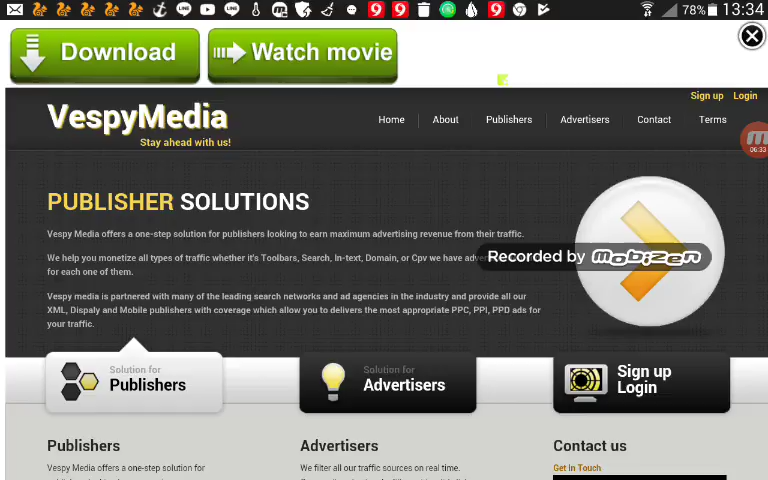 78% 13:34
Download Watch movie
Sign up Login
VespyMedia
Stay ahead with us!
Home About Publishers Advertisers Contact Terms
06:33
PUBLISHER SOLUTIONS
Vespy Media offers a one-step solution for publishers looking to earn maximum advertising revenue from their traffic.
We help you monetize all types of traffic whether it's Toolbars, Search, In-text, Domain, or Cpv we have
for each one of them.
Recorded by mobizen
Vespy media is partnered with many of the leading search networks and ad agencies in the industry and provide all our
XML, Dispaly and Mobile publishers with coverage which allow you to delivers the most appropriate PPC, PPI, PPD ads for
your traffic.
Solution for
Publishers
Solution for
Advertisers
Sign up
Login
Publishers
Vespy Media offers a one-step solution for
Advertisers
We filter all our traffic sources on real time.
Contact us
Get in Touch